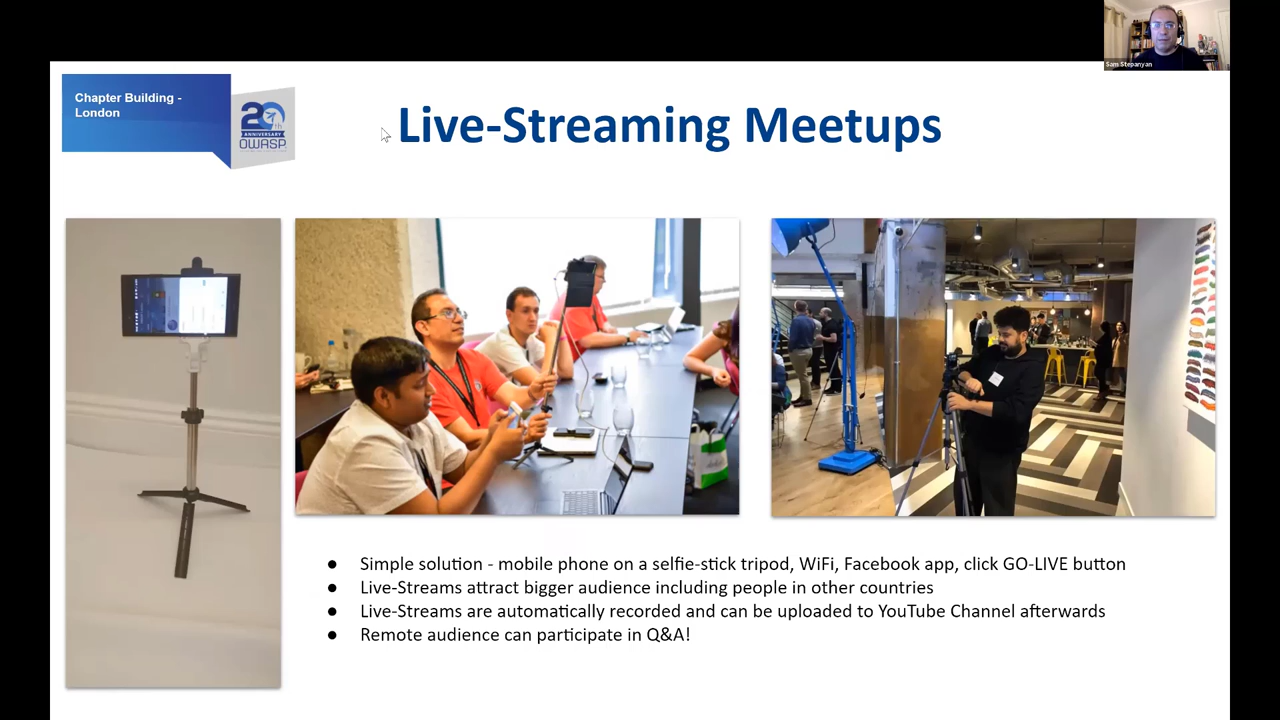 Sam Stepanyan
Chapter Building -
London
20th
ANNIVERSARY
OWASP
Live-Streaming Meetups
● Simple solution - mobile phone on a selfie-stick tripod, WiFi, Facebook app, click GO-LIVE button
● Live-Streams attract bigger audience including people in other countries
● Live-Streams are automatically recorded and can be uploaded to YouTube Channel afterwards
● Remote audience can participate in Q&A!